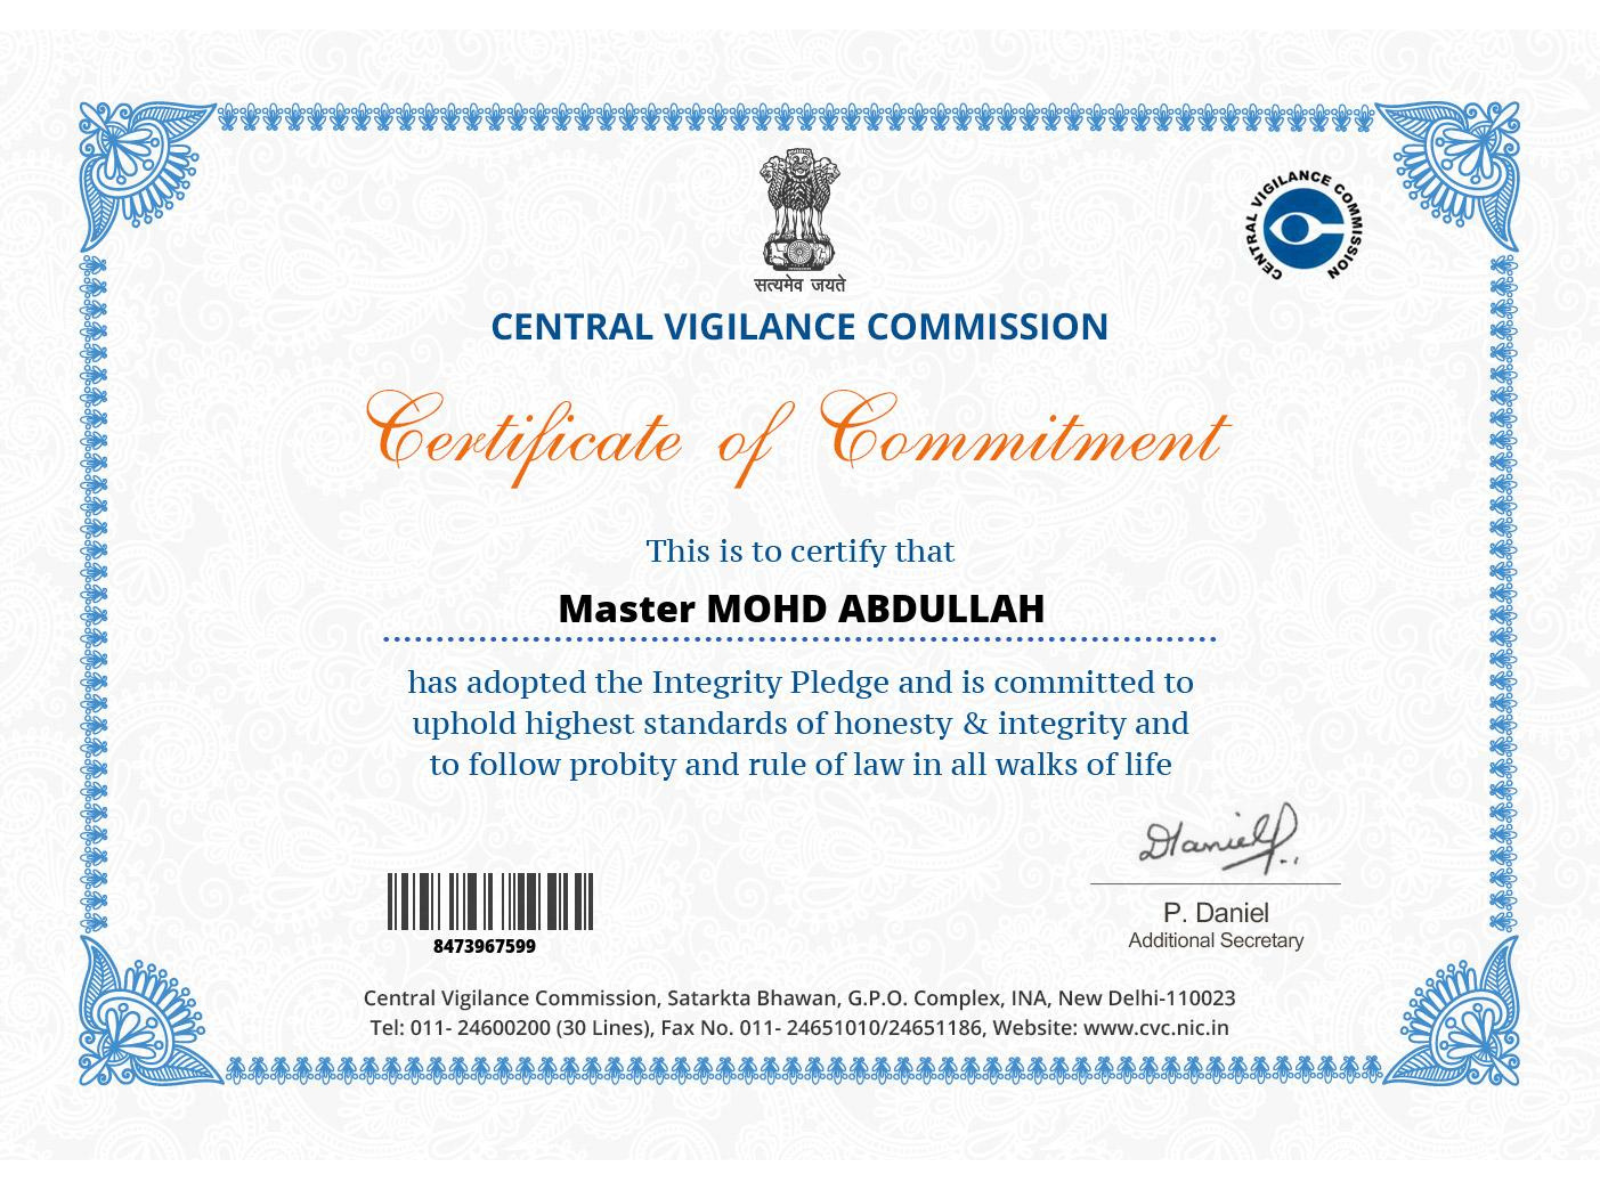 सत्यमेव जयते
CENTRAL VIGILANCE COMMISSION
CENTRAL VIGILANCE COMMISSION
Certificate of Commitment
This is to certify that
Master MOHD ABDULLAH
has adopted the Integrity Pledge and is committed to
uphold highest standards of honesty & integrity and
to follow probity and rule of law in all walks of life
DanielP.
8473967599
P. Daniel
Additional Secretary
Central Vigilance Commission, Satarkta Bhawan, G.P.O. Complex, INA, New Delhi-110023
Tel: 011- 24600200 (30 Lines), Fax No. 011- 24651010/24651186, Website: www.cvc.nic.in